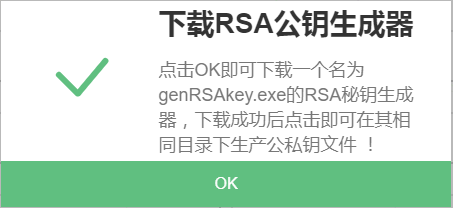 下载RSA公钥生成器
点击OK即可下载一个名为
genRSAkey.exe的RSA秘钥生成
器，下载成功后点击即可在其相
同目录下生产公私钥文件 ！
OK